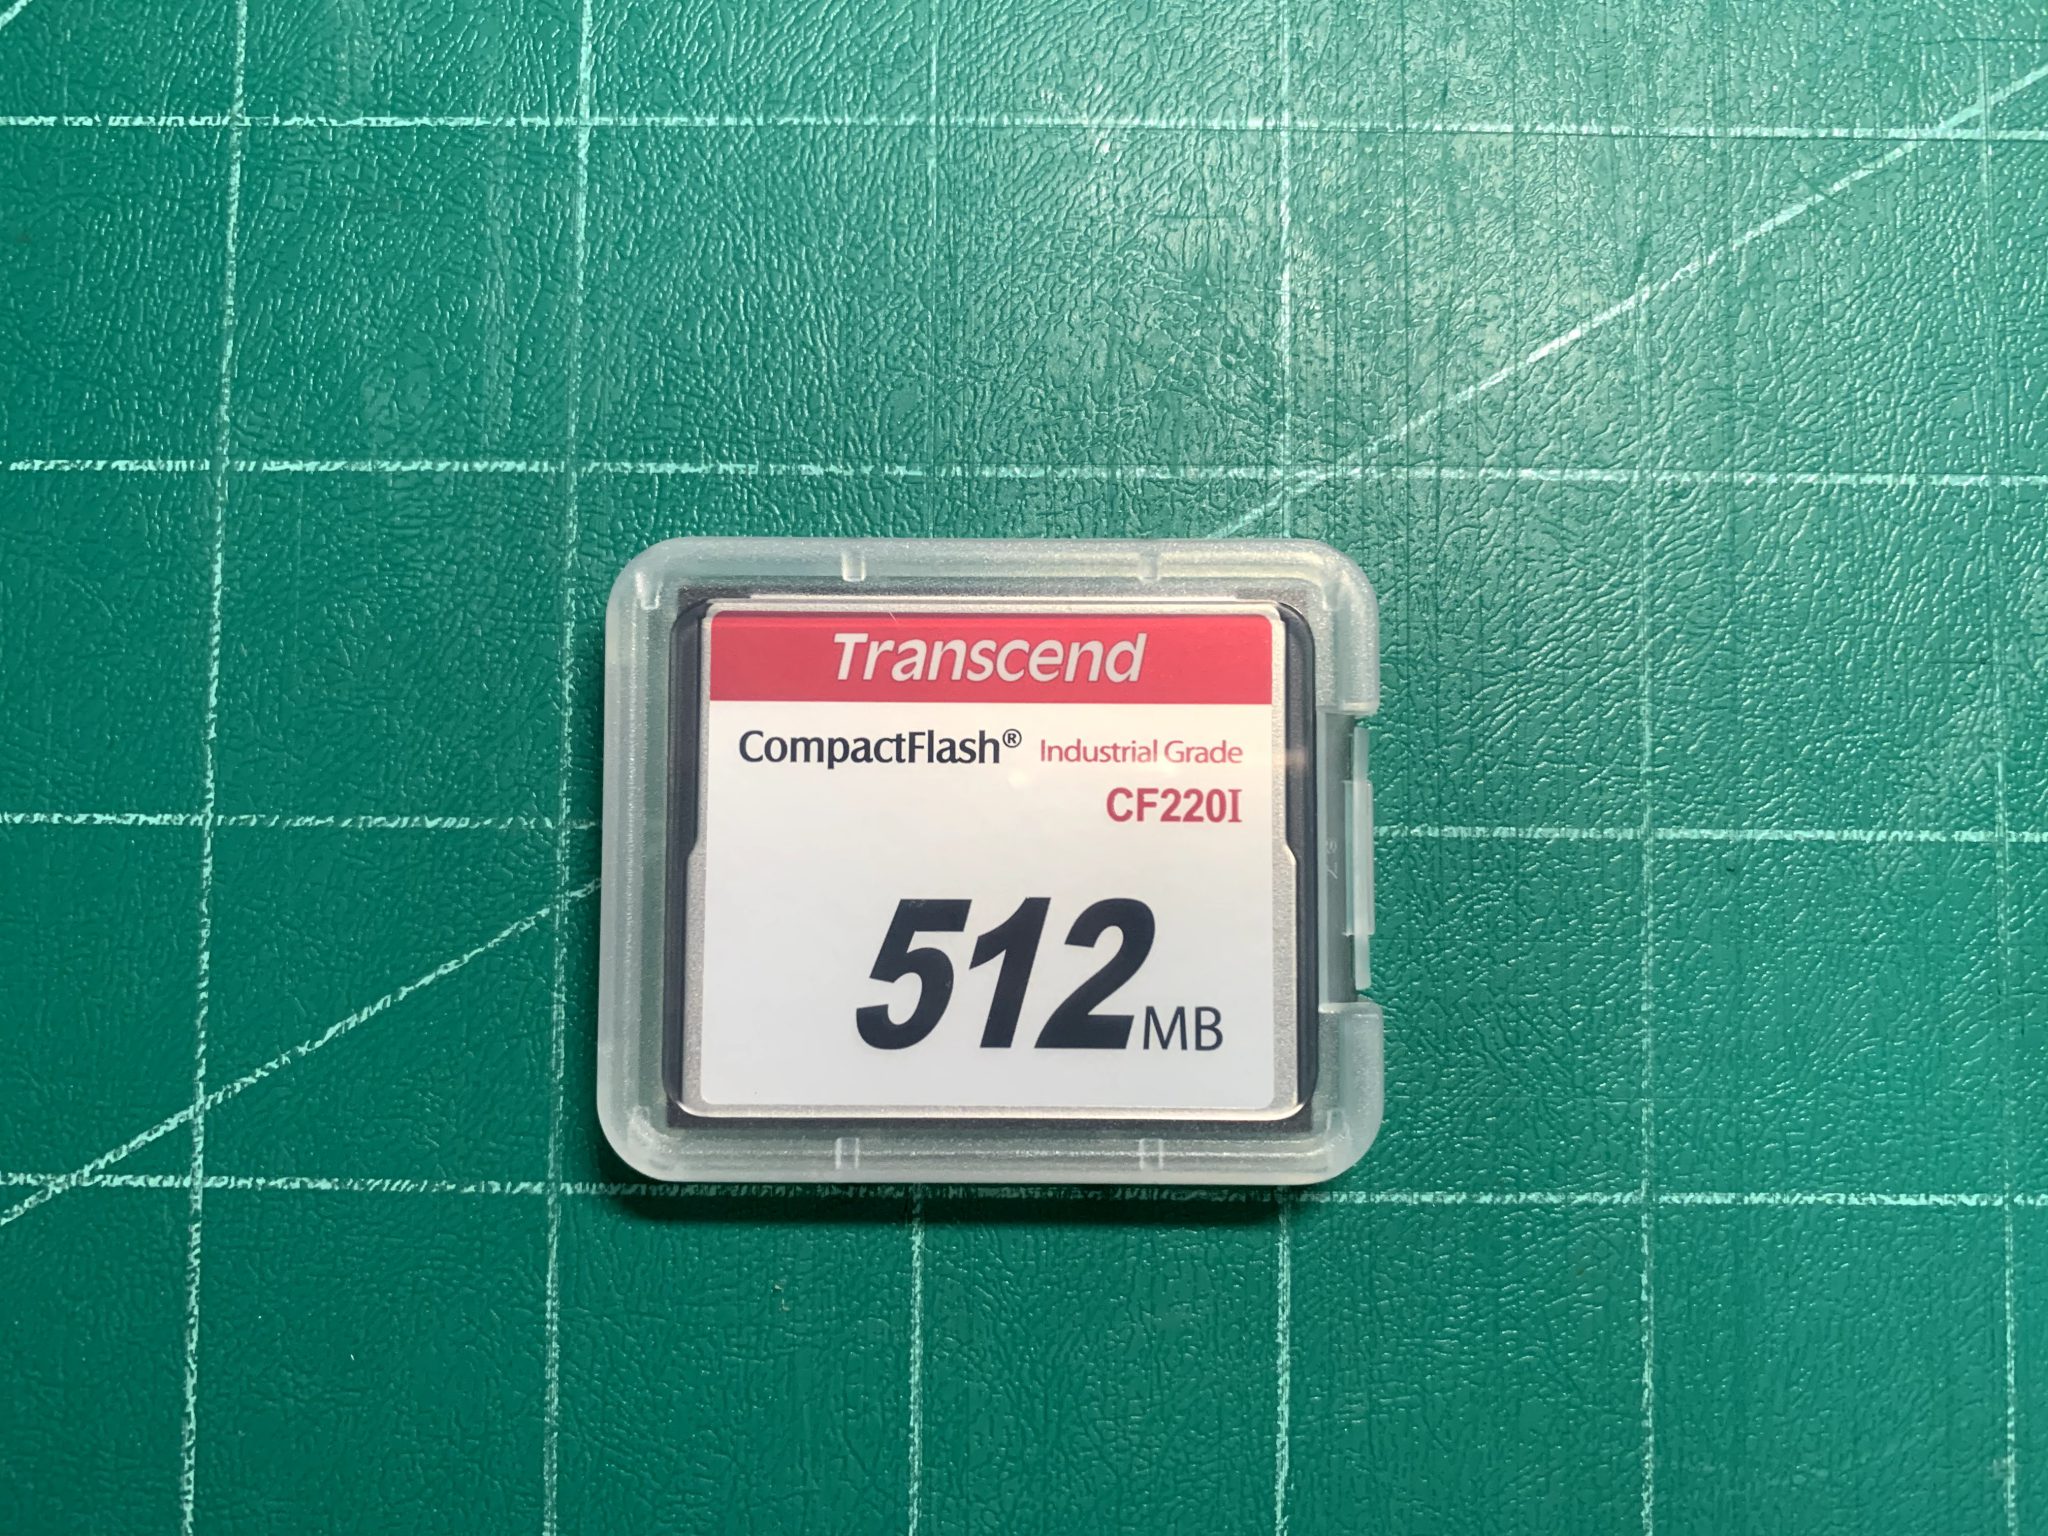 Transcend
CompactFlash® Industrial Grade
CF220I
512MB